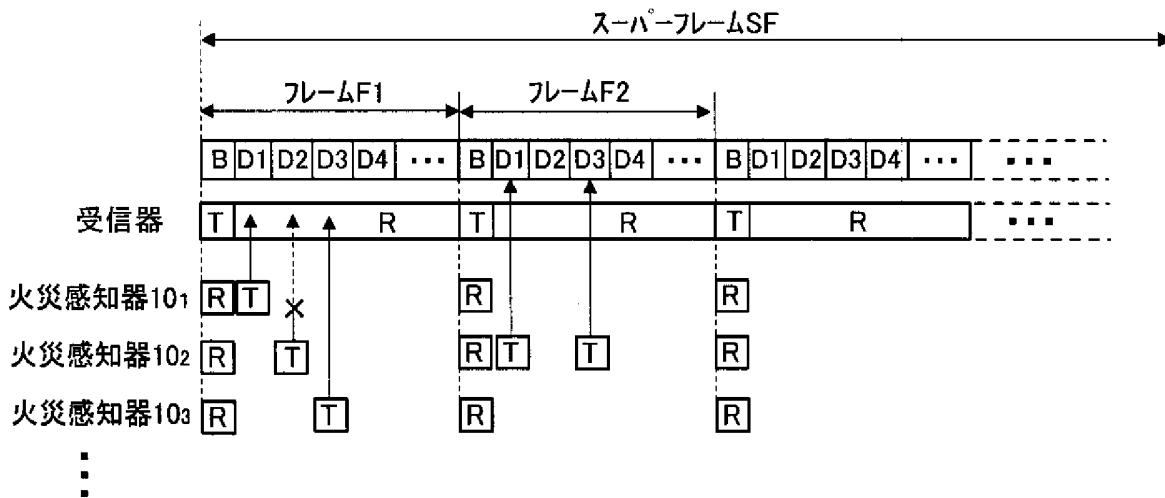 スーパーフレームSF
フレームF1 フレームF2
B D1 D2 D3 D4 ・・・ B D1 D2 D3 D4 ・・・ B D1 D2 D3 D4 ・・・ ・・・
受信器 T R T R T R ・・・
火災感知器10₁ R T R R
火災感知器10₂ R T R T T R
火災感知器10₃ R T R R